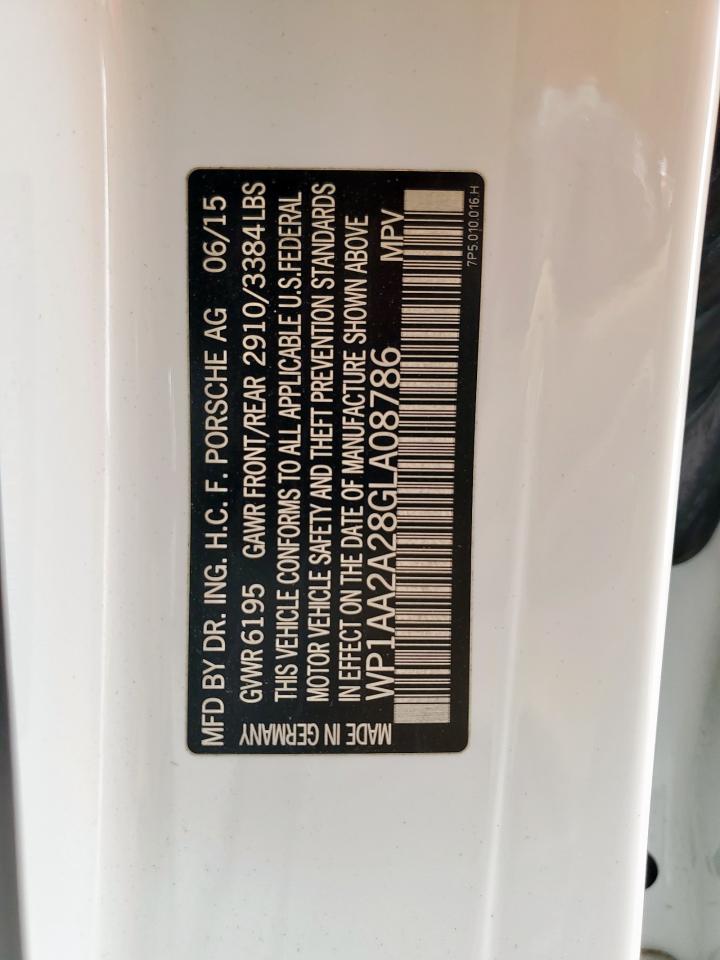 MFD BY DR. ING. H.C. F. PORSCHE AG 06/15
GVWR 6195 GAWR FRONT/REAR 2910/3384 LBS
THIS VEHICLE CONFORMS TO ALL APPLICABLE U.S.FEDERAL
MOTOR VEHICLE SAFETY AND THEFT PREVENTION STANDARDS
IN EFFECT ON THE DATE OF MANUFACTURE SHOWN ABOVE
WP1AA2A28GLA08786 MPV
MADE IN GERMANY
7P5.010.016.H